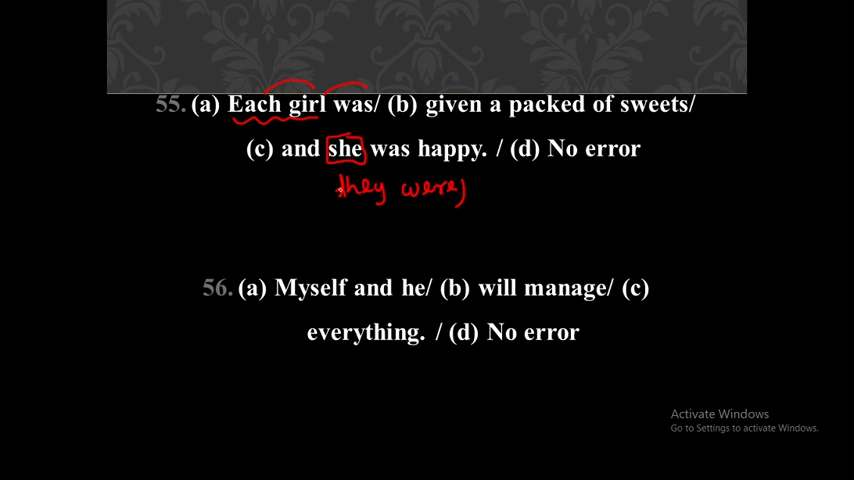 55. (a) Each girl was/ (b) given a packed of sweets/
(c) and she was happy. / (d) No error
they were
56. (a) Myself and he/ (b) will manage/ (c)
everything. / (d) No error
Activate Windows
Go to Settings to activate Windows.